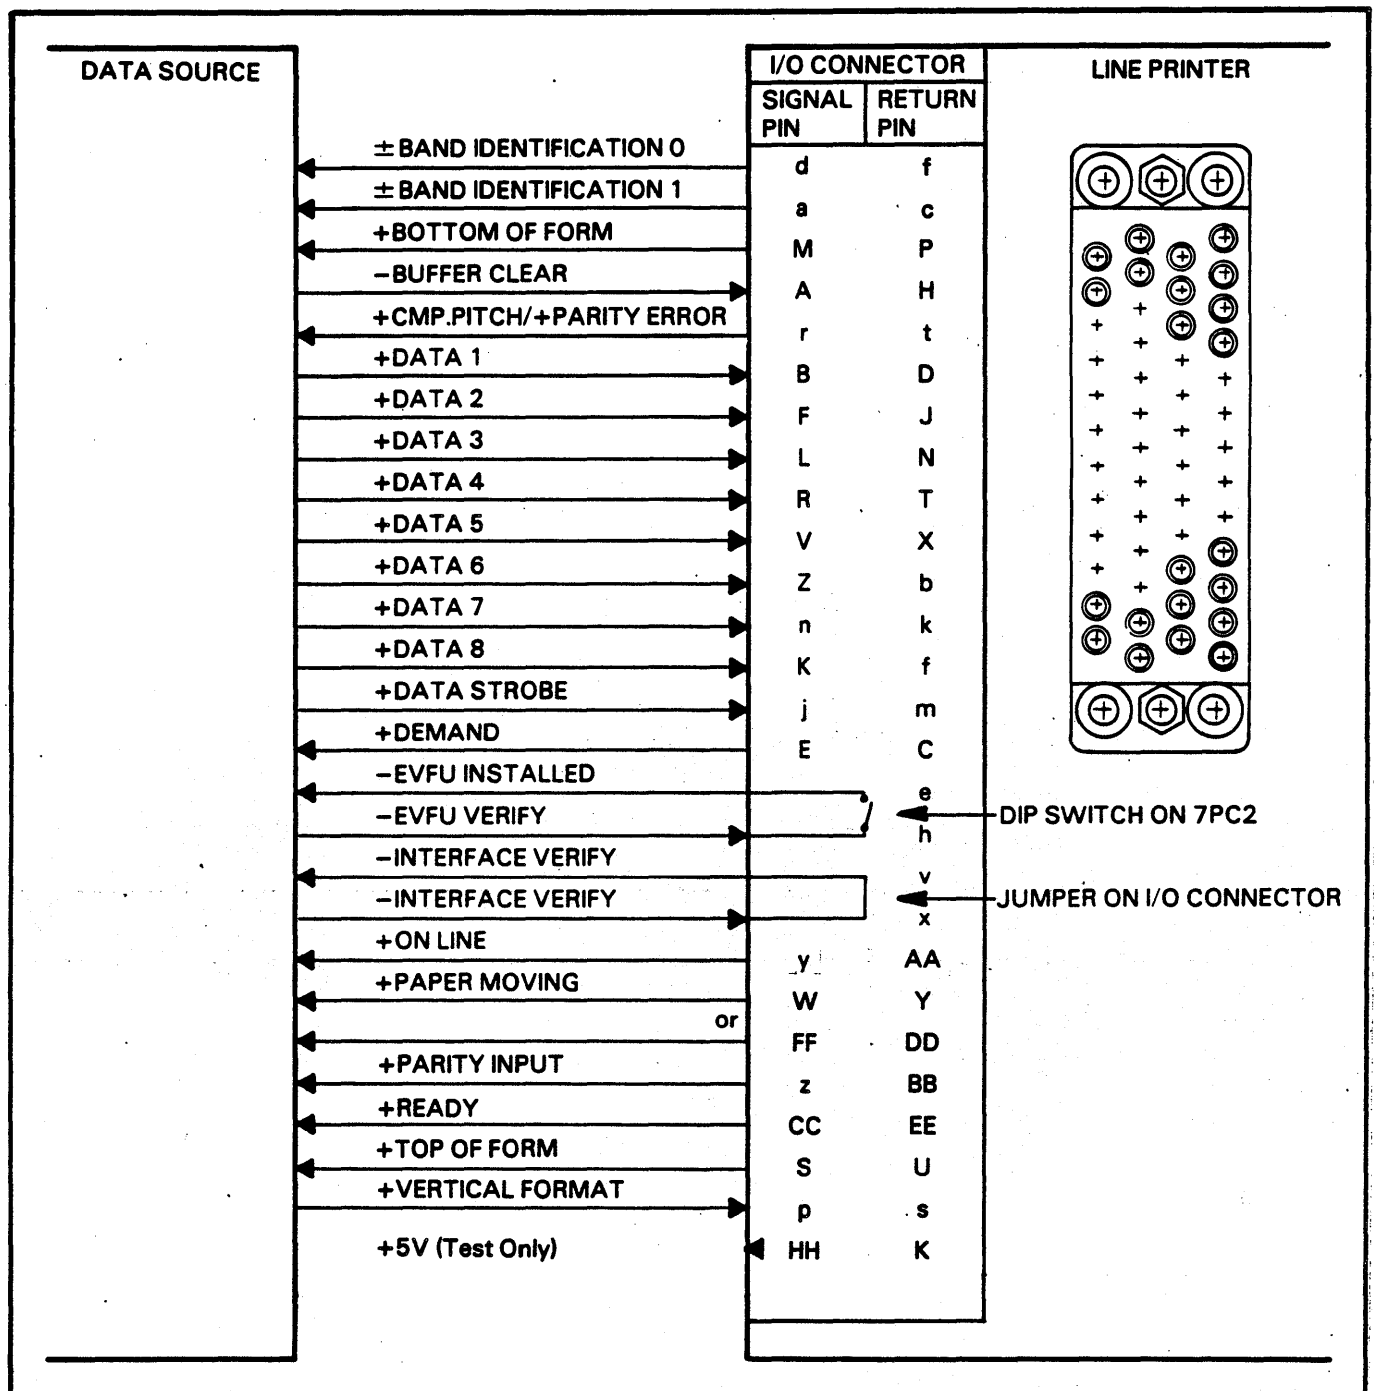 DATA SOURCE
I/O CONNECTOR
LINE PRINTER
SIGNAL PIN RETURN PIN
±BAND IDENTIFICATION 0 d f
±BAND IDENTIFICATION 1 a c
+BOTTOM OF FORM M P
−BUFFER CLEAR A H
+CMP.PITCH/+PARITY ERROR r t
+DATA 1 B D
+DATA 2 F J
+DATA 3 L N
+DATA 4 R T
+DATA 5 V X
+DATA 6 Z b
+DATA 7 n k
+DATA 8 K f
+DATA STROBE j m
+DEMAND E C
−EVFU INSTALLED e
DIP SWITCH ON 7PC2
−EVFU VERIFY h
−INTERFACE VERIFY v
JUMPER ON I/O CONNECTOR
−INTERFACE VERIFY x
+ON LINE y AA
+PAPER MOVING W Y
or FF DD
+PARITY INPUT z BB
+READY CC EE
+TOP OF FORM S U
+VERTICAL FORMAT p s
+5V (Test Only) HH K